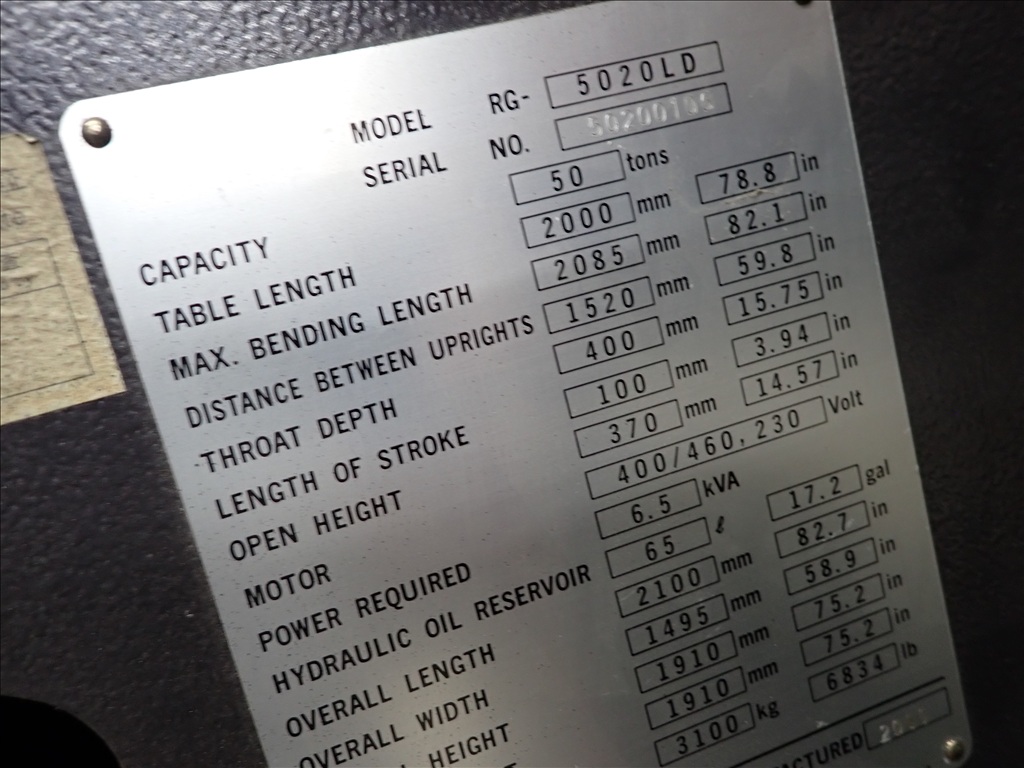 MODEL RG- 5020LD
SERIAL NO.
CAPACITY 50 tons
TABLE LENGTH 2000 mm 78.8 in
MAX. BENDING LENGTH 2085 mm 82.1 in
DISTANCE BETWEEN UPRIGHTS 1520 mm 59.8 in
THROAT DEPTH 400 mm 15.75 in
LENGTH OF STROKE 100 mm 3.94 in
OPEN HEIGHT 370 mm 14.57 in
MOTOR 400/460,230 Volt
POWER REQUIRED 6.5 kVA
HYDRAULIC OIL RESERVOIR 65 ℓ 17.2 gal
OVERALL LENGTH 2100 mm 82.7 in
OVERALL WIDTH 1495 mm 58.9 in
HEIGHT 1910 mm 75.2 in
1910 mm 75.2 in
3100 kg 6834 lb